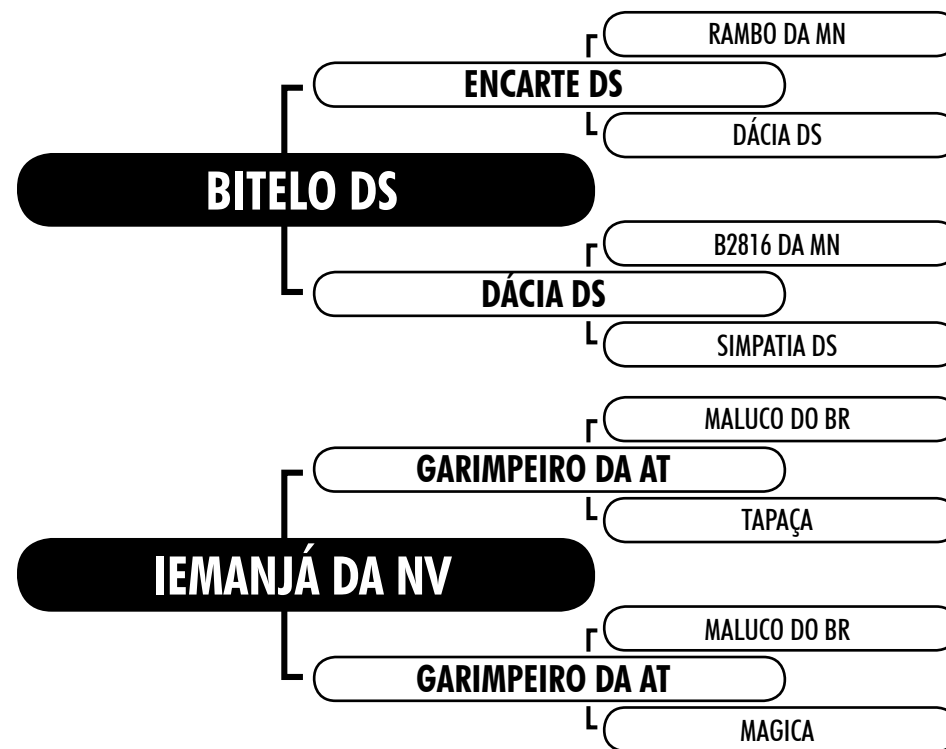 RAMBO DA MN
ENCARTE DS
DÁCIA DS
BITELO DS
B2816 DA MN
DÁCIA DS
SIMPATIA DS
MALUCO DO BR
GARIMPEIRO DA AT
TAPAÇA
IEMANJÁ DA NV
MALUCO DO BR
GARIMPEIRO DA AT
MAGICA